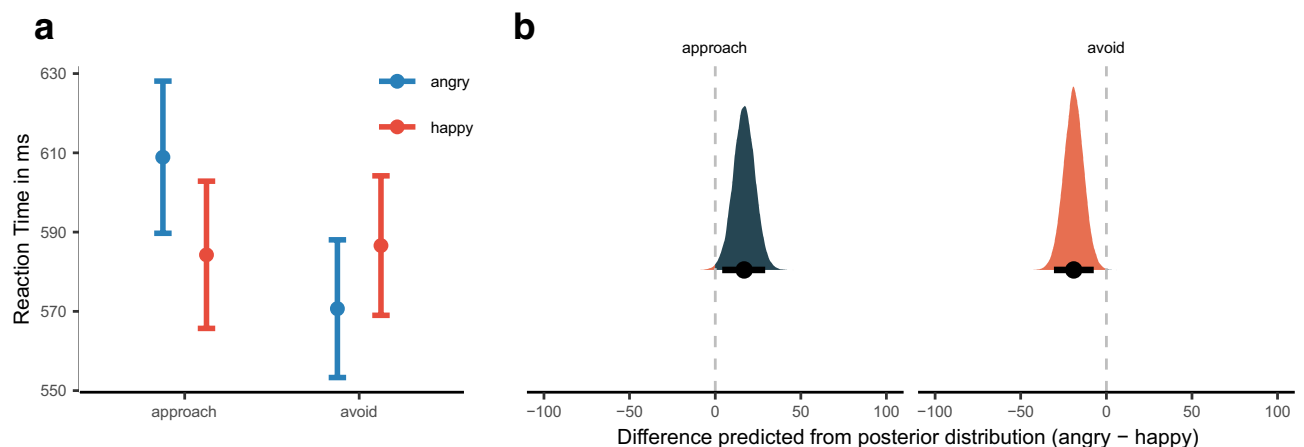 a
630
610
590
570
550
Reaction Time in ms
approach
avoid
angry
happy
b
approach
avoid
−100
−50
0
50
100
−100
−50
0
50
100
Difference predicted from posterior distribution (angry − happy)